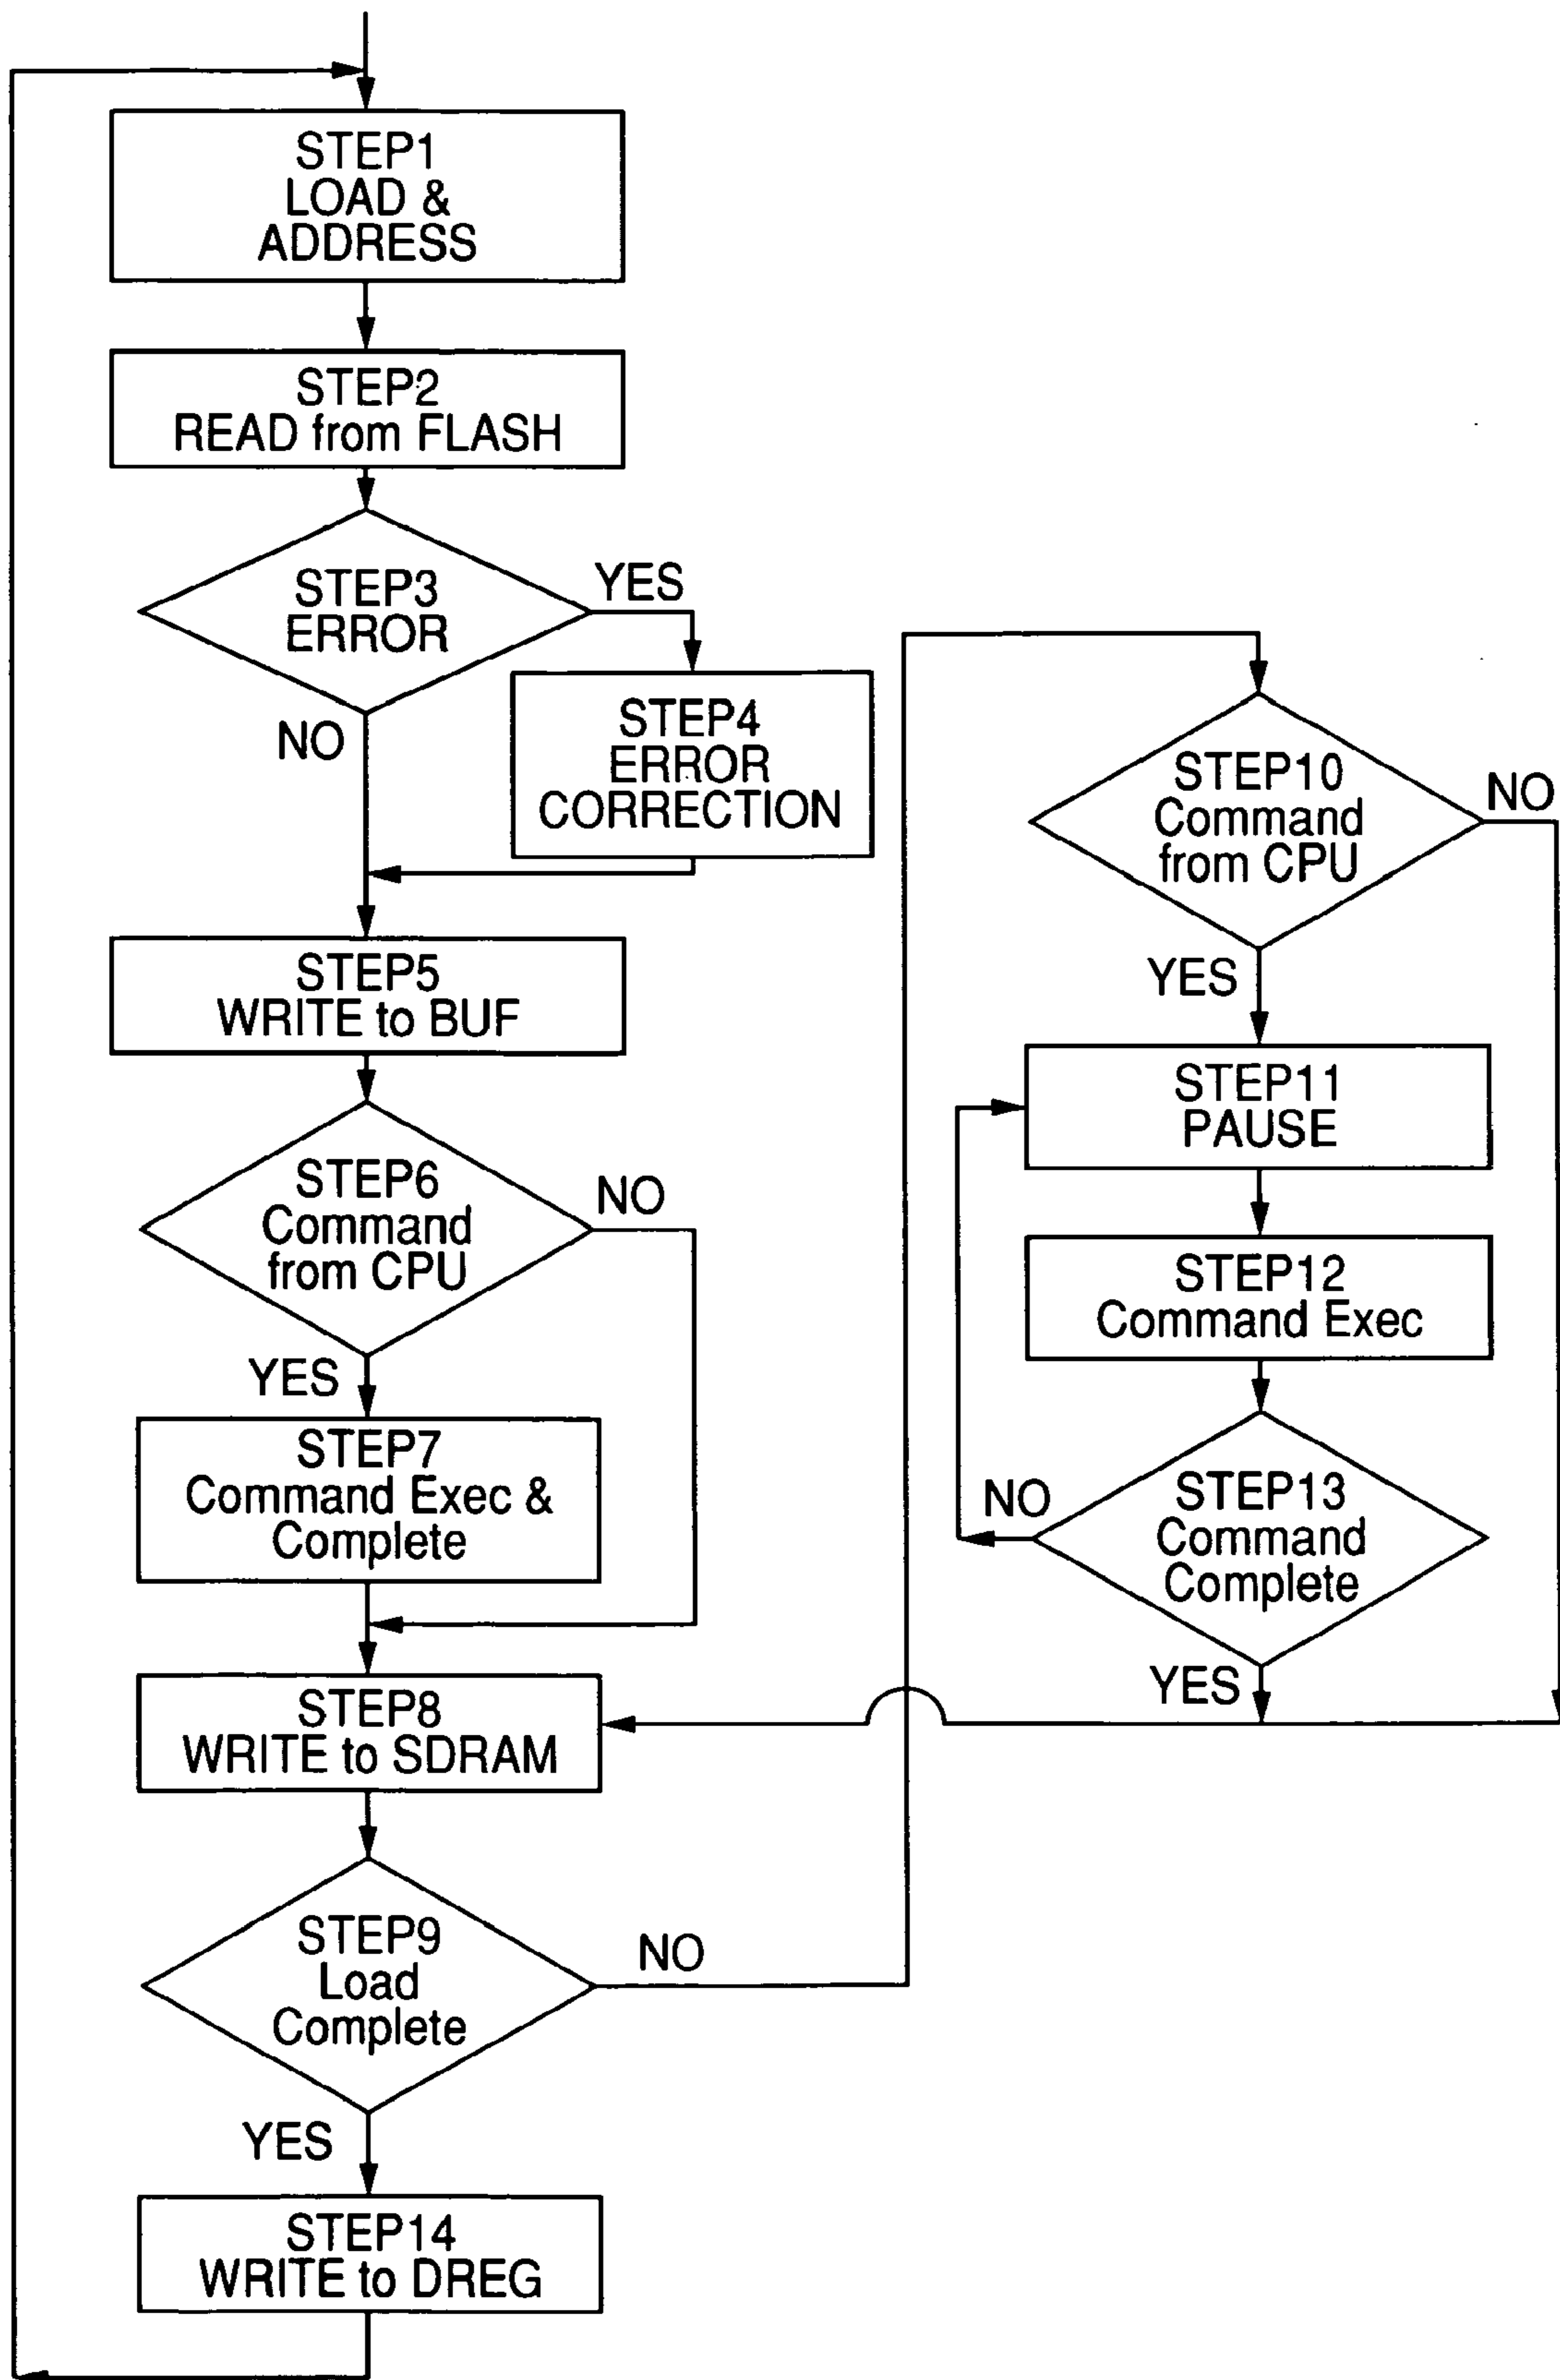 STEP1
LOAD &
ADDRESS
STEP2
READ from FLASH
STEP3
ERROR
YES
NO
STEP4
ERROR
CORRECTION
STEP5
WRITE to BUF
STEP6
Command
from CPU
NO
YES
STEP7
Command Exec &
Complete
STEP8
WRITE to SDRAM
STEP9
Load
Complete
NO
YES
STEP14
WRITE to DREG
STEP10
Command
from CPU
NO
YES
STEP11
PAUSE
STEP12
Command Exec
STEP13
Command
Complete
NO
YES